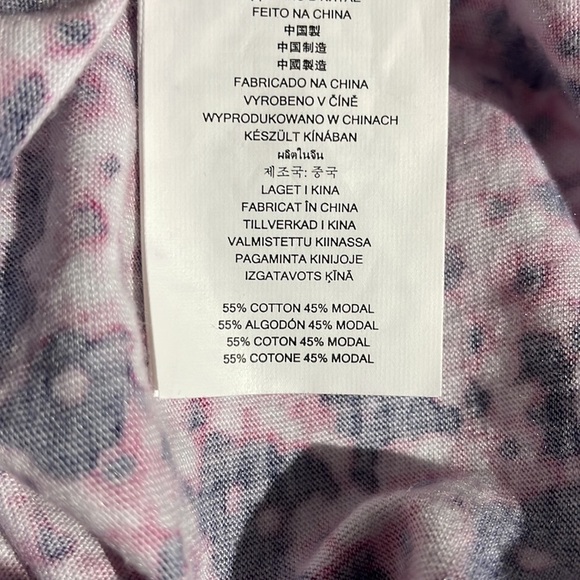 FEITO NA CHINA
中国製
中国制造
中國製造
FABRICADO NA CHINA
VYROBENO V ČÍNĚ
WYPRODUKOWANO W CHINACH
KÉSZÜLT KÍNÁBAN
ผลิตในจีน
제조국: 중국
LAGET I KINA
FABRICAT ÎN CHINA
TILLVERKAD I KINA
VALMISTETTU KIINASSA
PAGAMINTA KINIJOJE
IZGATAVOTS ĶĪNĀ
55% COTTON 45% MODAL
55% ALGODÓN 45% MODAL
55% COTON 45% MODAL
55% COTONE 45% MODAL